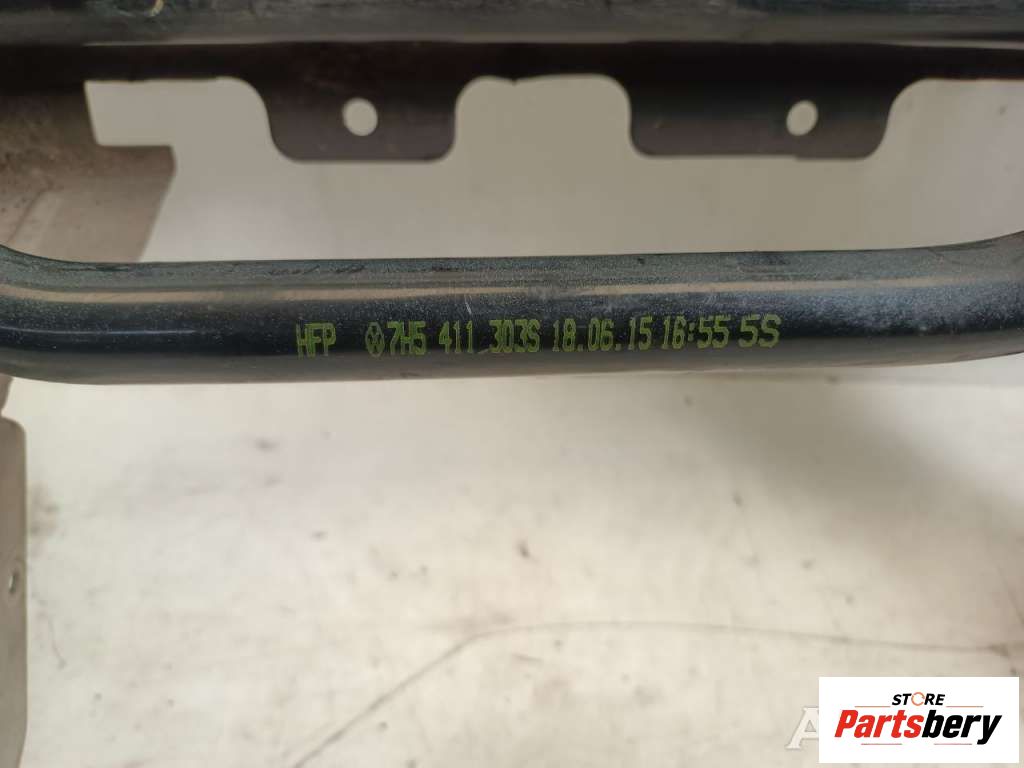 HFP 7H5 411 303S 18.06.15 16:55 5S
STORE
Partsbery